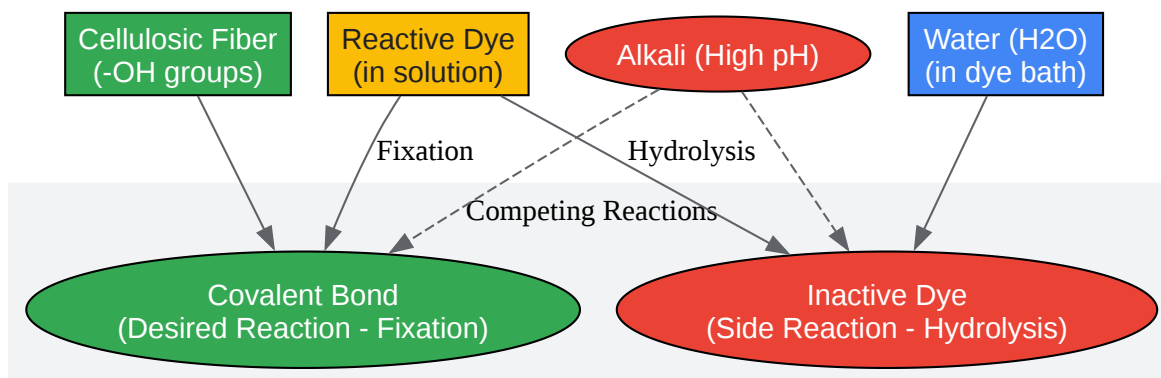 Cellulosic Fiber
(-OH groups)
Reactive Dye
(in solution)
Alkali (High pH)
Water (H2O)
(in dye bath)
Fixation
Hydrolysis
Competing Reactions
Covalent Bond
(Desired Reaction - Fixation)
Inactive Dye
(Side Reaction - Hydrolysis)